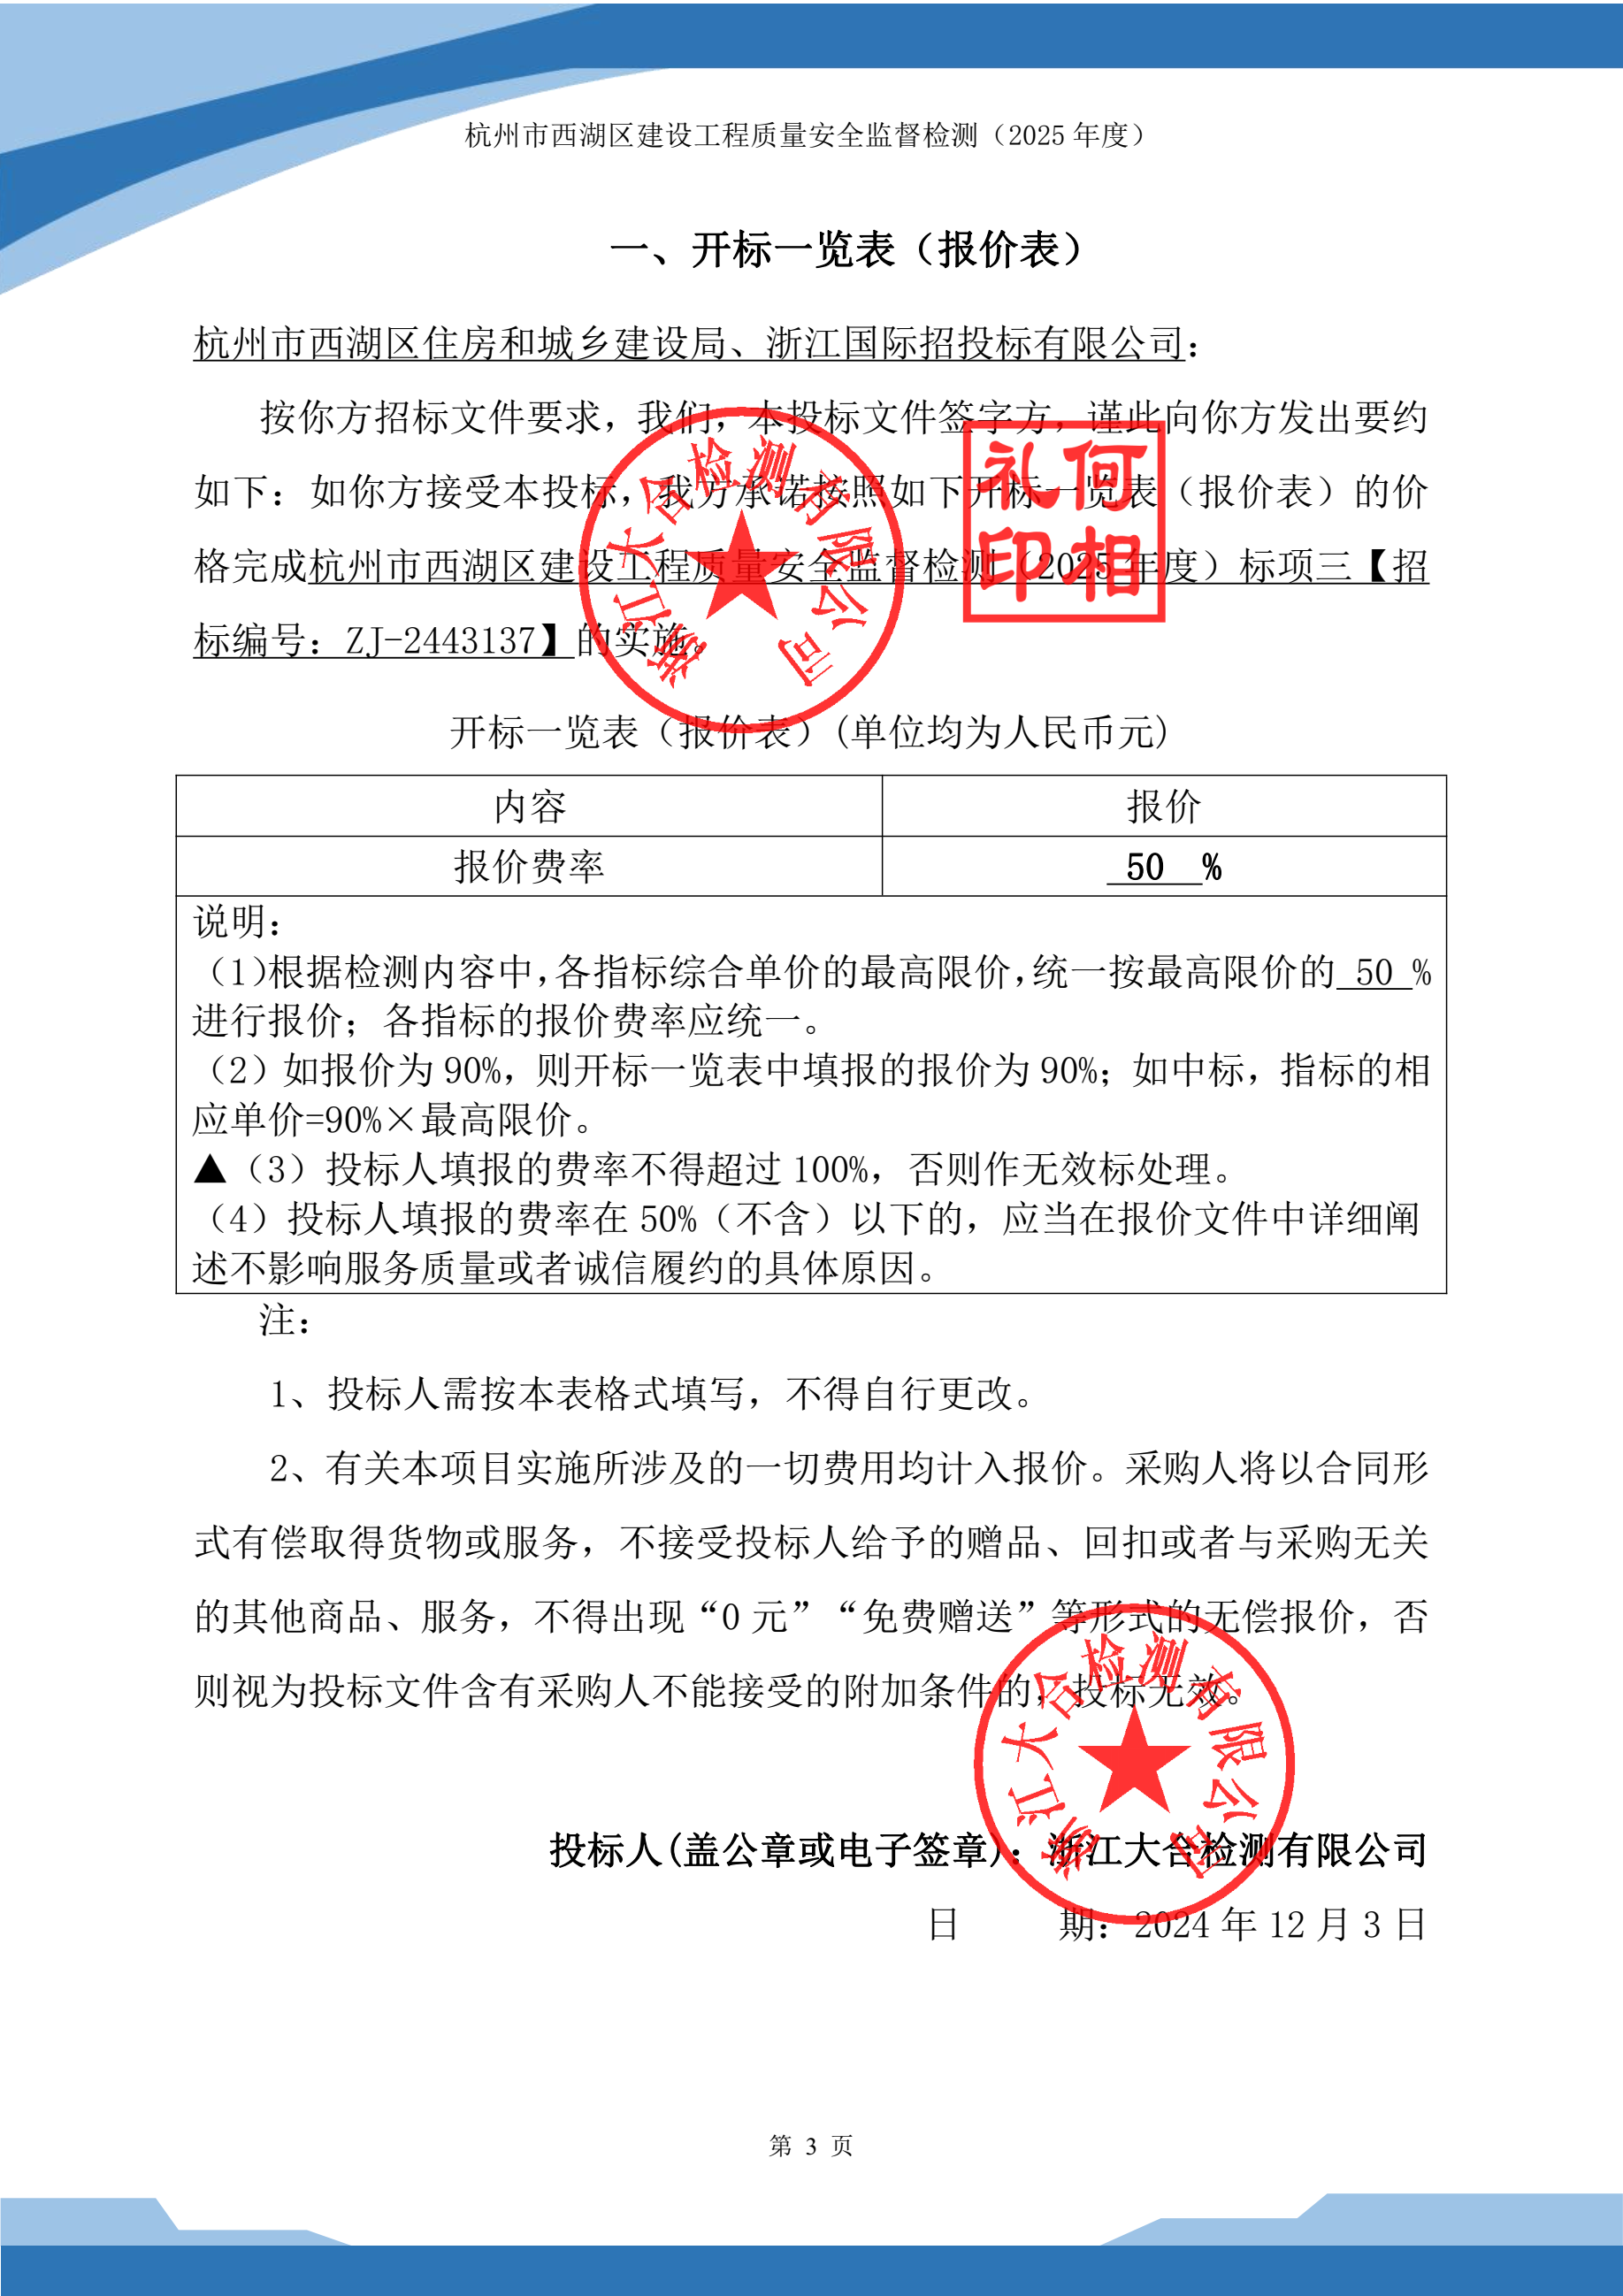 杭州市西湖区建设工程质量安全监督检测（2025 年度）
一、开标一览表（报价表）
杭州市西湖区住房和城乡建设局、浙江国际招投标有限公司：
按你方招标文件要求，我们，本投标文件签字方，谨此向你方发出要约
如下：如你方接受本投标，我方承诺按照如下开标一览表（报价表）的价
格完成杭州市西湖区建设工程质量安全监督检测（2025 年度）标项三【招
标编号：ZJ-2443137】的实施。
浙江大合检测有限公司
何相礼印
开标一览表（报价表）(单位均为人民币元)
内容 报价
报价费率 50 %
说明：
（1)根据检测内容中,各指标综合单价的最高限价,统一按最高限价的 50 %
进行报价；各指标的报价费率应统一。
（2）如报价为 90%，则开标一览表中填报的报价为 90%；如中标，指标的相
应单价=90%×最高限价。
▲（3）投标人填报的费率不得超过 100%，否则作无效标处理。
（4）投标人填报的费率在 50%（不含）以下的，应当在报价文件中详细阐
述不影响服务质量或者诚信履约的具体原因。
注：
1、投标人需按本表格式填写，不得自行更改。
2、有关本项目实施所涉及的一切费用均计入报价。采购人将以合同形
式有偿取得货物或服务，不接受投标人给予的赠品、回扣或者与采购无关
的其他商品、服务，不得出现“0 元”“免费赠送”等形式的无偿报价，否
则视为投标文件含有采购人不能接受的附加条件的，投标无效。
浙江大合检测有限公司
投标人(盖公章或电子签章)：浙江大合检测有限公司
日 期：2024 年 12 月 3 日
第 3 页